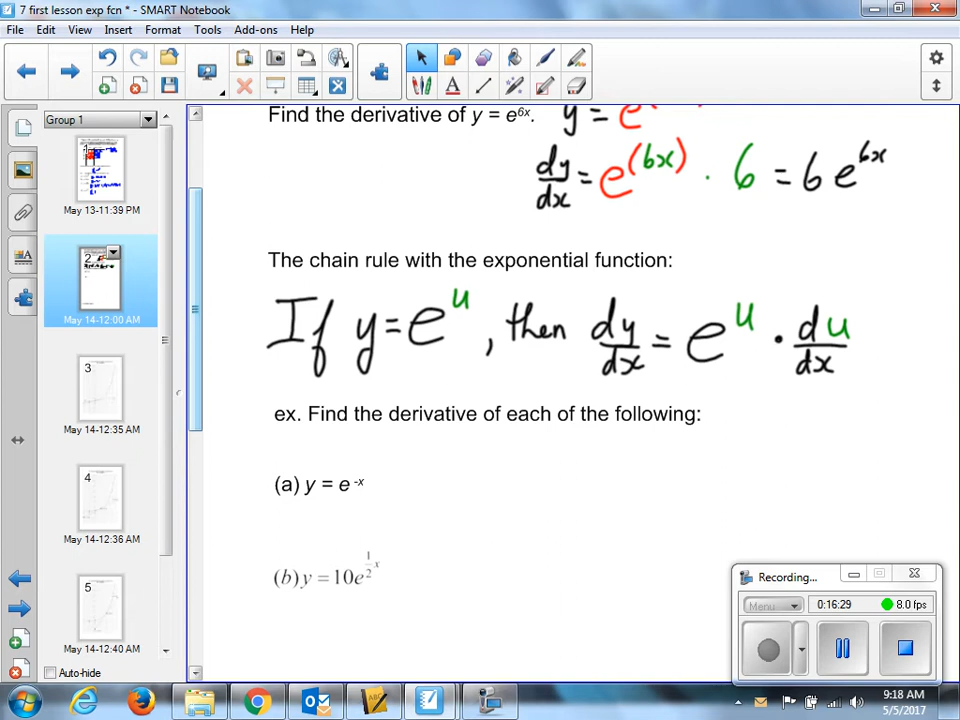 7 first lesson exp fcn * - SMART Notebook
File Edit View Insert Format Tools Add-ons Help
Group 1
1
May 13-11:39 PM
2
May 14-12:00 AM
3
May 14-12:35 AM
4
May 14-12:36 AM
5
May 14-12:40 AM
Auto-hide
Find the derivative of y = e^6x. y = e
dy/dx = e^(6x) · 6 = 6e^6x
The chain rule with the exponential function:
If y = e^u, then dy/dx = e^u · du/dx
ex. Find the derivative of each of the following:
(a) y = e^-x
(b) y = 10e^½x
Recording...
Menu 0:16:29 8.0 fps
9:18 AM
5/5/2017